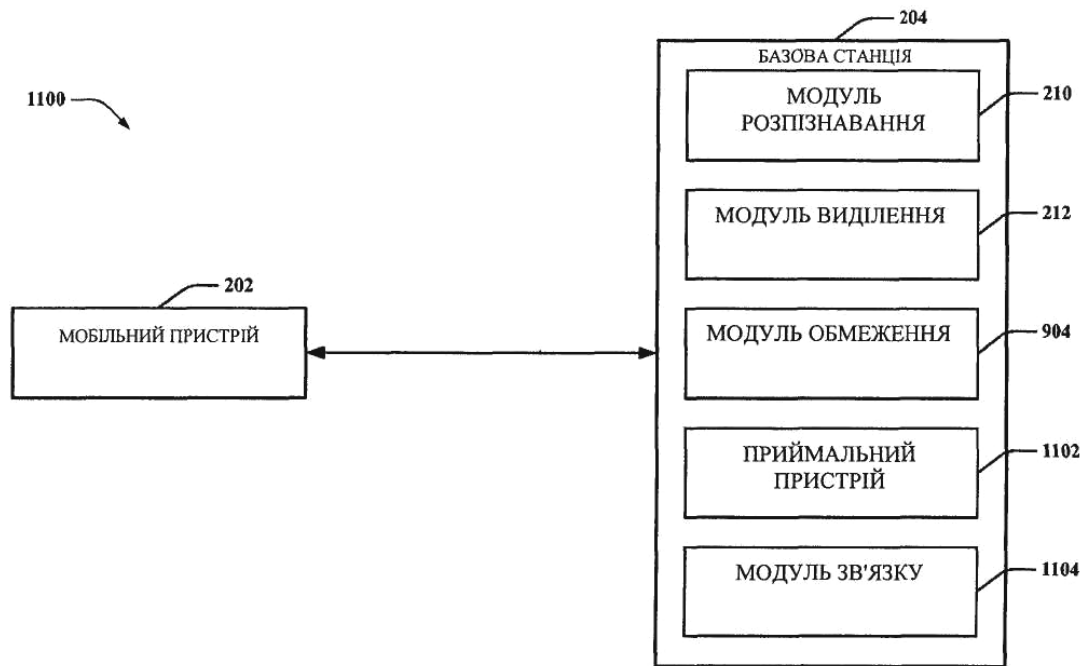 204
БАЗОВА СТАНЦІЯ
1100
МОДУЛЬ
РОЗПІЗНАВАННЯ
210
МОДУЛЬ ВИДІЛЕННЯ
212
202
МОБІЛЬНИЙ ПРИСТРІЙ
МОДУЛЬ ОБМЕЖЕННЯ
904
ПРИЙМАЛЬНИЙ
ПРИСТРІЙ
1102
МОДУЛЬ ЗВ'ЯЗКУ
1104